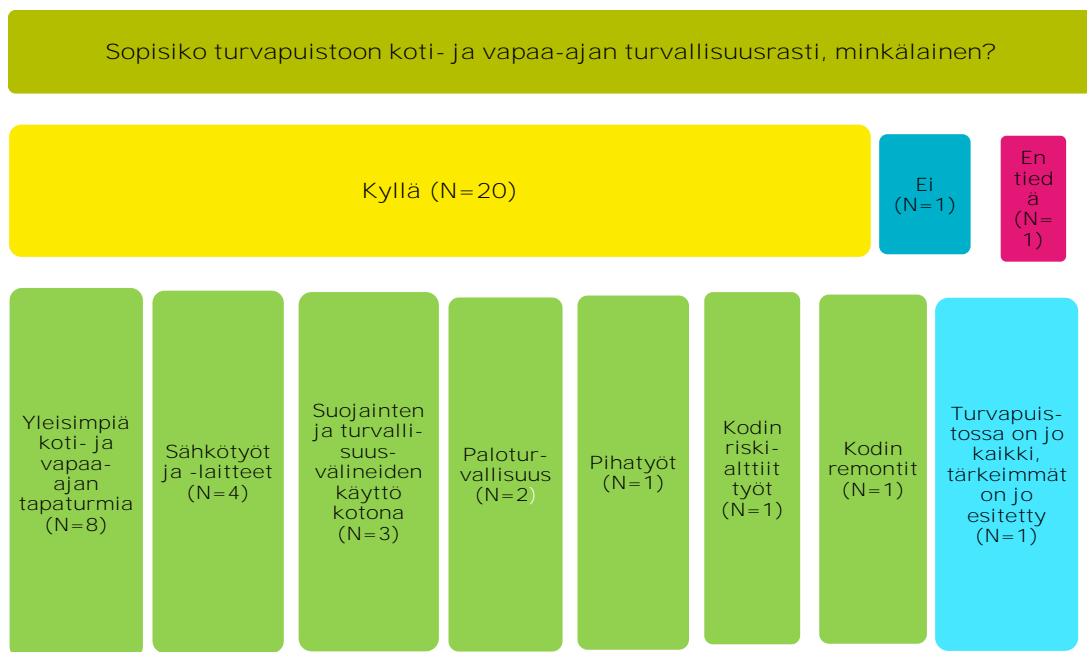 Sopisiko turvapuistoon koti- ja vapaa-ajan turvallisuusrasti, minkälainen?
Kyllä (N=20)
Ei
(N=1)
En
tied
ä
(N=
1)
Yleisimpiä
koti- ja
vapaa-
ajan
tapaturmia
(N=8)
Sähkötyöt
ja -laitteet
(N=4)
Suojainten
ja turvalli-
suus-
välineiden
käyttö
kotona
(N=3)
Palotur-
vallisuus
(N=2)
Pihatyöt
(N=1)
Kodin
riski-
alttiit
työt
(N=1)
Kodin
remontit
(N=1)
Turvapuis-
tossa on jo
kaikki,
tärkeimmät
on jo
esitetty
(N=1)